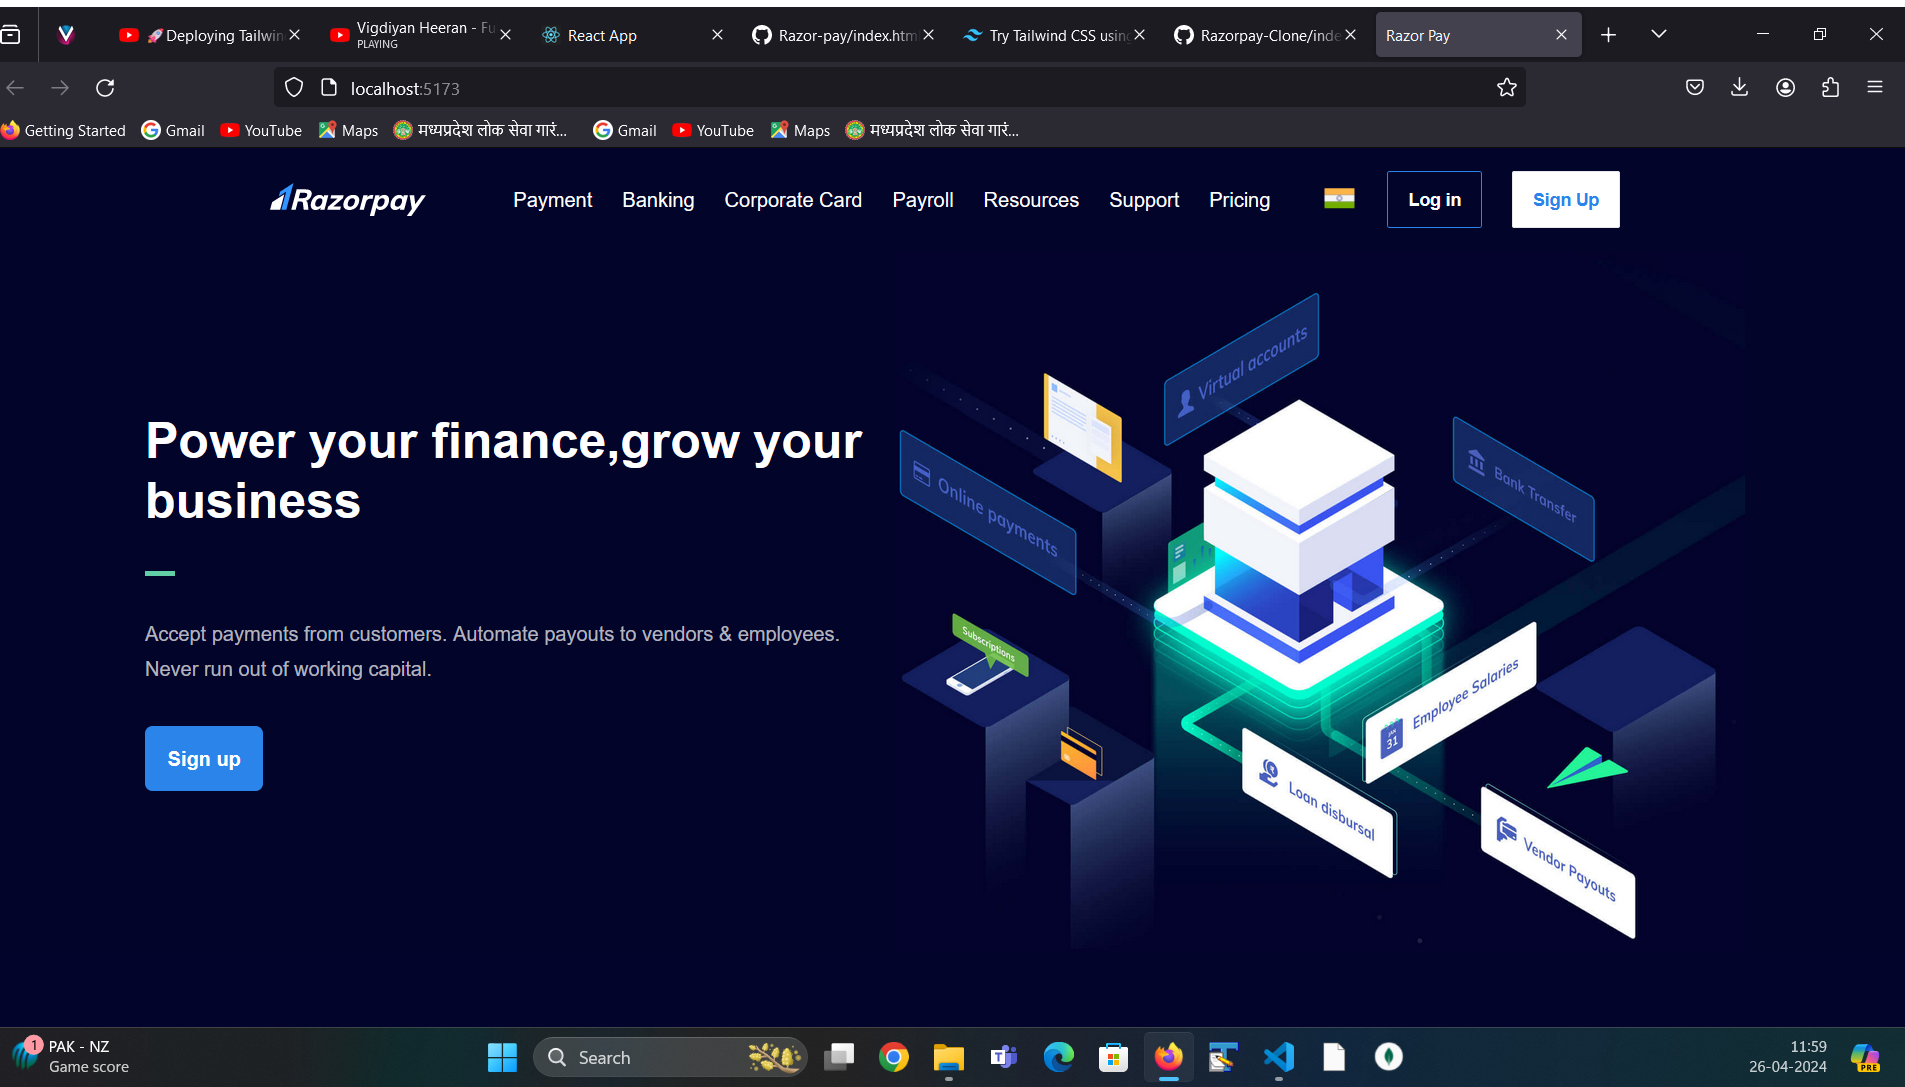 🚀Deploying Tailwin
Vigdiyan Heeran - Fu
PLAYING
React App
Razor-pay/index.htm
Try Tailwind CSS using
Razorpay-Clone/inde
Razor Pay
localhost:5173
Getting Started
Gmail
YouTube
Maps
मध्यप्रदेश लोक सेवा गारं...
Gmail
YouTube
Maps
मध्यप्रदेश लोक सेवा गारं...
Razorpay
Payment
Banking
Corporate Card
Payroll
Resources
Support
Pricing
Log in
Sign Up
Power your finance,grow your
business
Accept payments from customers. Automate payouts to vendors & employees.
Never run out of working capital.
Sign up
Virtual accounts
Online payments
Bank Transfer
Subscriptions
Employee Salaries
JAN
31
Loan disbursal
Vendor Payouts
1
PAK - NZ
Game score
Search
T
11:59
26-04-2024
PRE